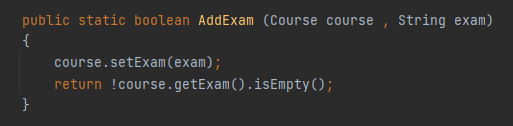 public static boolean AddExam (Course course , String exam)
{
    course.setExam(exam);
    return !course.getExam().isEmpty();
}